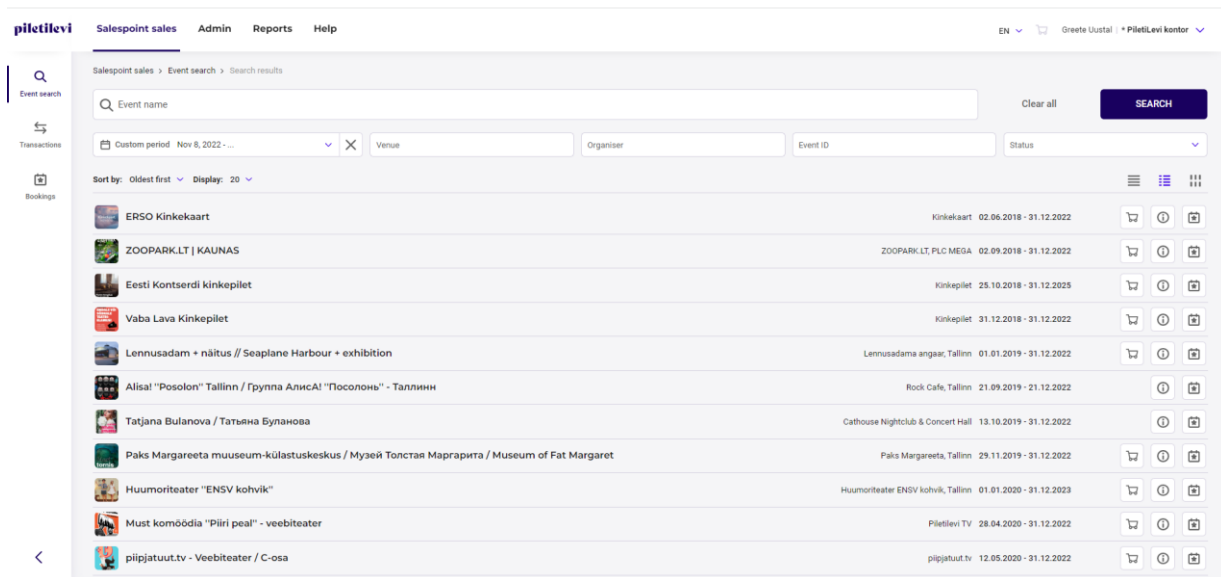 piletilevi
Salespoint sales Admin Reports Help
EN Greete Uustal | * PiletiLevi kontor
Event search
Transactions
Bookings
Salespoint sales > Event search > Search results
Event name
Clear all
SEARCH
Custom period Nov 8, 2022 - ...
Venue
Organiser
Event ID
Status
Sort by: Oldest first Display: 20
ERSO Kinkekaart Kinkekaart 02.06.2018 - 31.12.2022
ZOOPARK.LT | KAUNAS ZOOPARK.LT, PLC MEGA 02.09.2018 - 31.12.2022
Eesti Kontserdi kinkepilet Kinkepilet 25.10.2018 - 31.12.2025
Vaba Lava Kinkepilet Kinkepilet 31.12.2018 - 31.12.2022
Lennusadam + näitus // Seaplane Harbour + exhibition Lennusadama angaar, Tallinn 01.01.2019 - 31.12.2022
Alisa! "Posolon" Tallinn / Группа АлисА! "Посолонь" - Таллинн Rock Cafe, Tallinn 21.09.2019 - 21.12.2022
Tatjana Bulanova / Татьяна Буланова Cathouse Nightclub & Concert Hall 13.10.2019 - 31.12.2022
Paks Margareeta muuseum-külastuskeskus / Музей Толстая Маргарита / Museum of Fat Margaret Paks Margareeta, Tallinn 29.11.2019 - 31.12.2022
Huumoriteater "ENSV kohvik" Huumoriteater ENSV kohvik, Tallinn 01.01.2020 - 31.12.2023
Must komöödia "Piiri peal" - veebiteater Piletilevi TV 28.04.2020 - 31.12.2022
piipjatuut.tv - Veebiteater / C-osa piipjatuut.tv 12.05.2020 - 31.12.2022